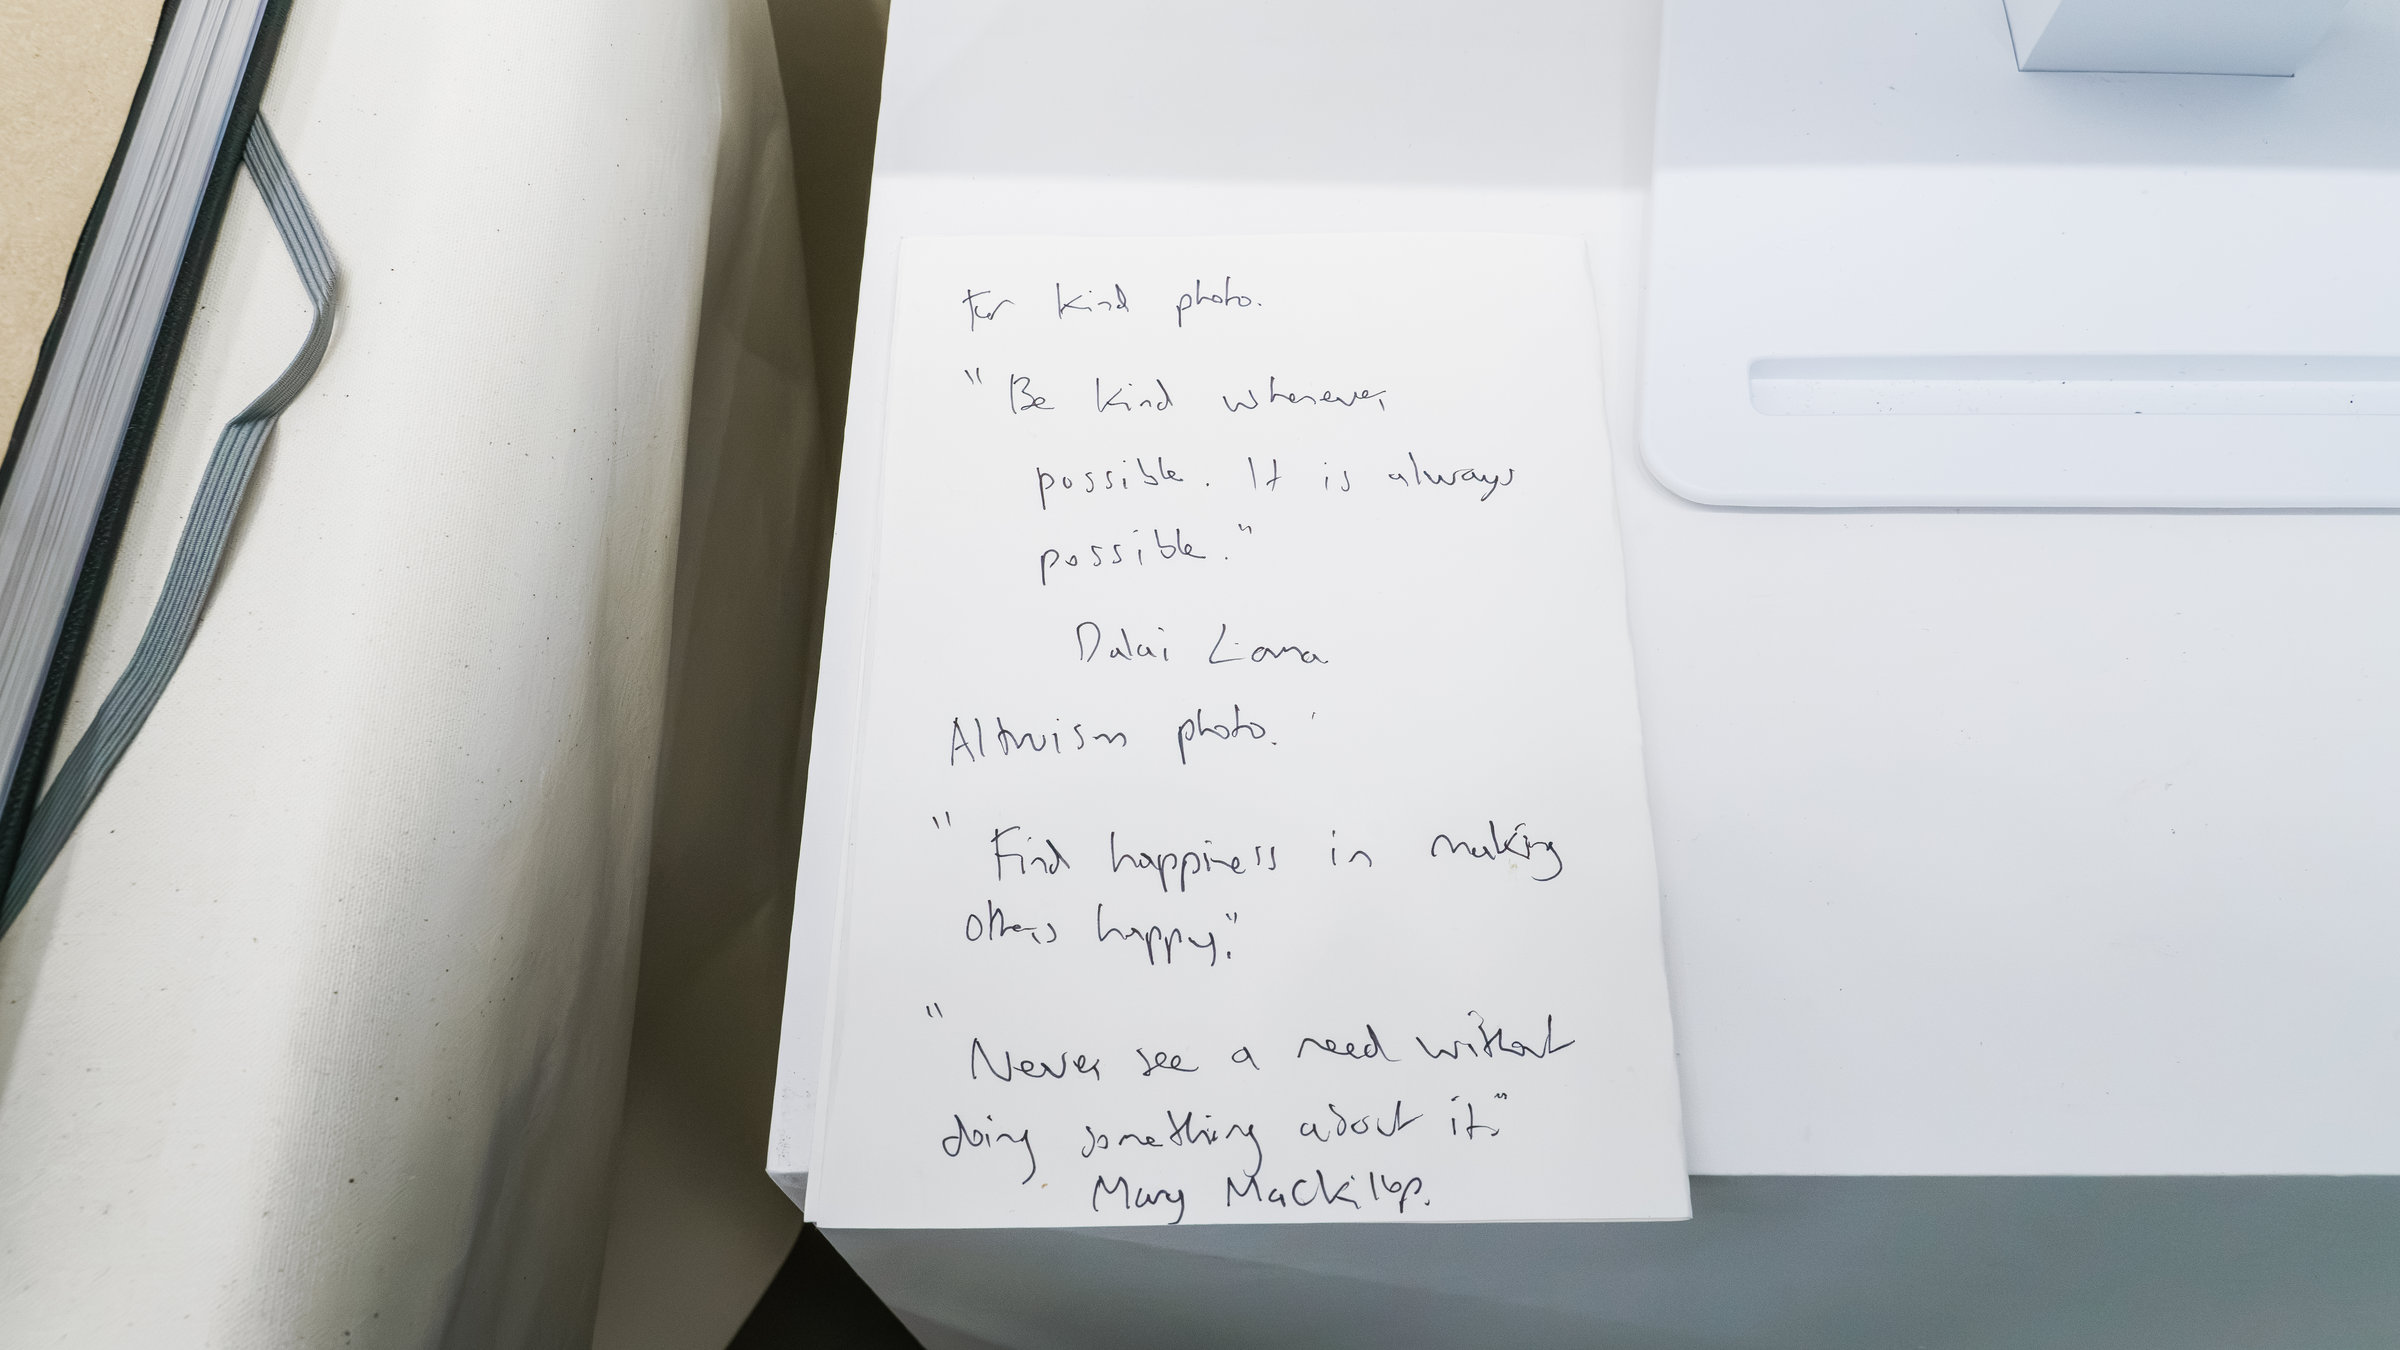 For kind photo.
"Be kind whenever
possible. It is always
possible."
Dalai Lama
Altruism photo.
"Find happiness in making
others happy."
"Never see a need without
doing something about it."
Mary MacKillop.